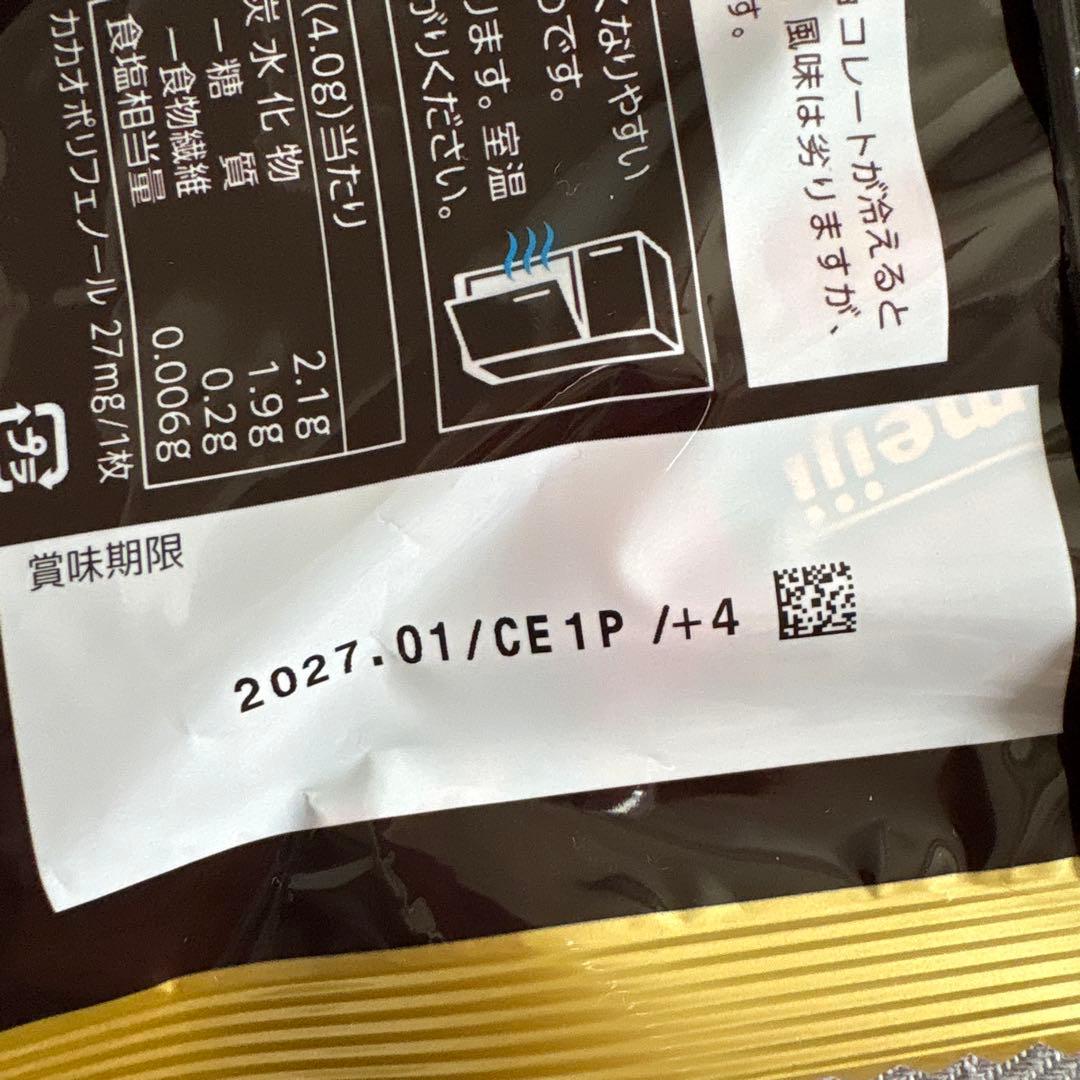 コレートが冷えると
風味は劣りますが、
す。
くなりやすい
です。
ります。室温
がりください。
(4.0g)当たり
炭水化物 2.1g
―糖質 1.9g
―食物繊維 0.2g
食塩相当量 0.006g
カカオポリフェノール 27mg/1枚
プラ
meiji
賞味期限
2027.01/CE1P /+4